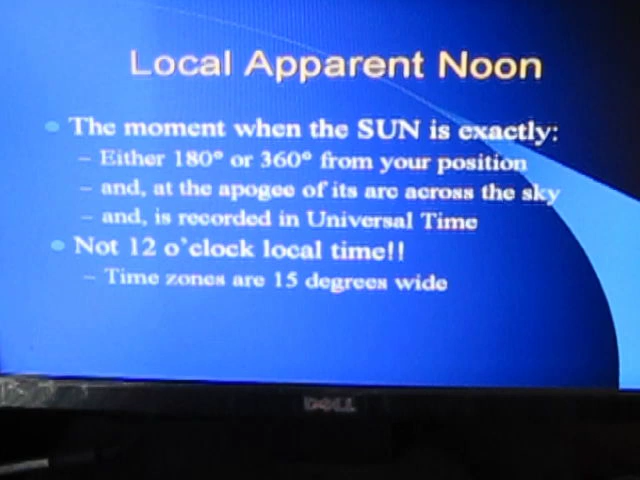 Local Apparent Noon
The moment when the SUN is exactly:
– Either 180° or 360° from your position
– and, at the apogee of its arc across the sky
– and, is recorded in Universal Time
Not 12 o'clock local time!!
– Time zones are 15 degrees wide
DELL